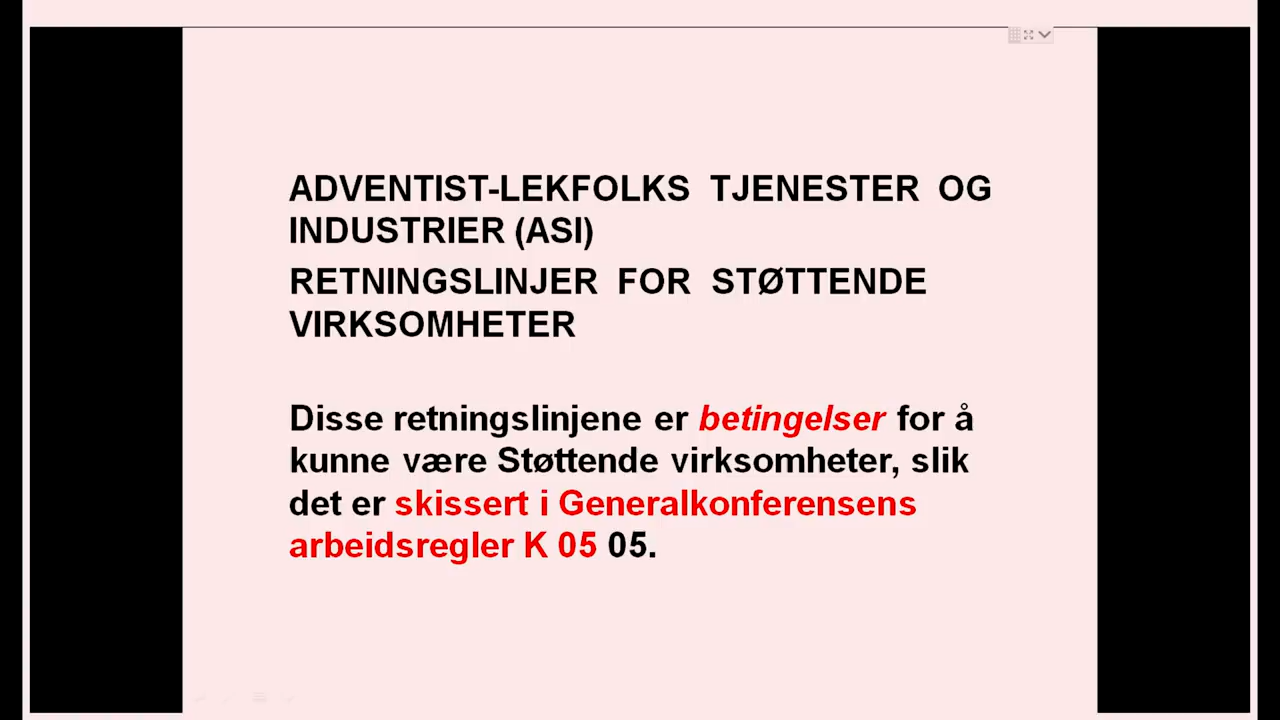 ADVENTIST-LEKFOLKS TJENESTER OG
INDUSTRIER (ASI)
RETNINGSLINJER FOR STØTTENDE
VIRKSOMHETER
Disse retningslinjene er betingelser for å
kunne være Støttende virksomheter, slik
det er skissert i Generalkonferensens
arbeidsregler K 05 05.